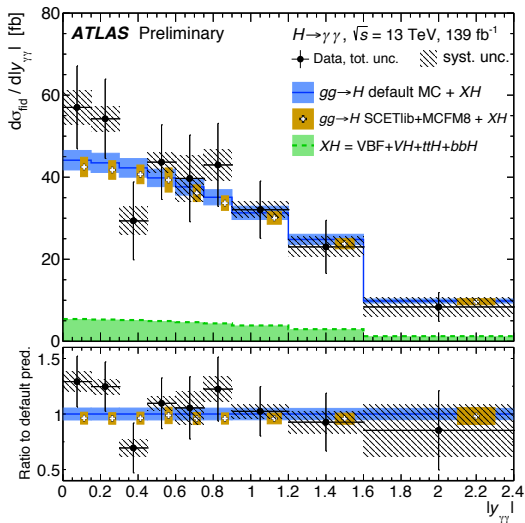 ATLAS Preliminary
H→γγ, √s = 13 TeV, 139 fb⁻¹
Data, tot. unc. syst. unc.
gg→H default MC + XH
gg→H SCETlib+MCFM8 + XH
XH = VBF+VH+ttH+bbH
dσ_fid / d|y_γγ| [fb]
80
60
40
20
0
Ratio to default pred.
1.5
1
0.5
0 0.2 0.4 0.6 0.8 1 1.2 1.4 1.6 1.8 2 2.2 2.4
|y_γγ|